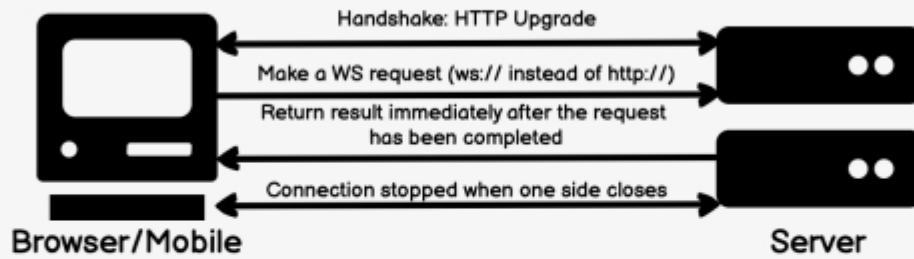 Handshake: HTTP Upgrade
Make a WS request (ws:// instead of http://)
Return result immediately after the request
has been completed
Connection stopped when one side closes
Browser/Mobile
Server